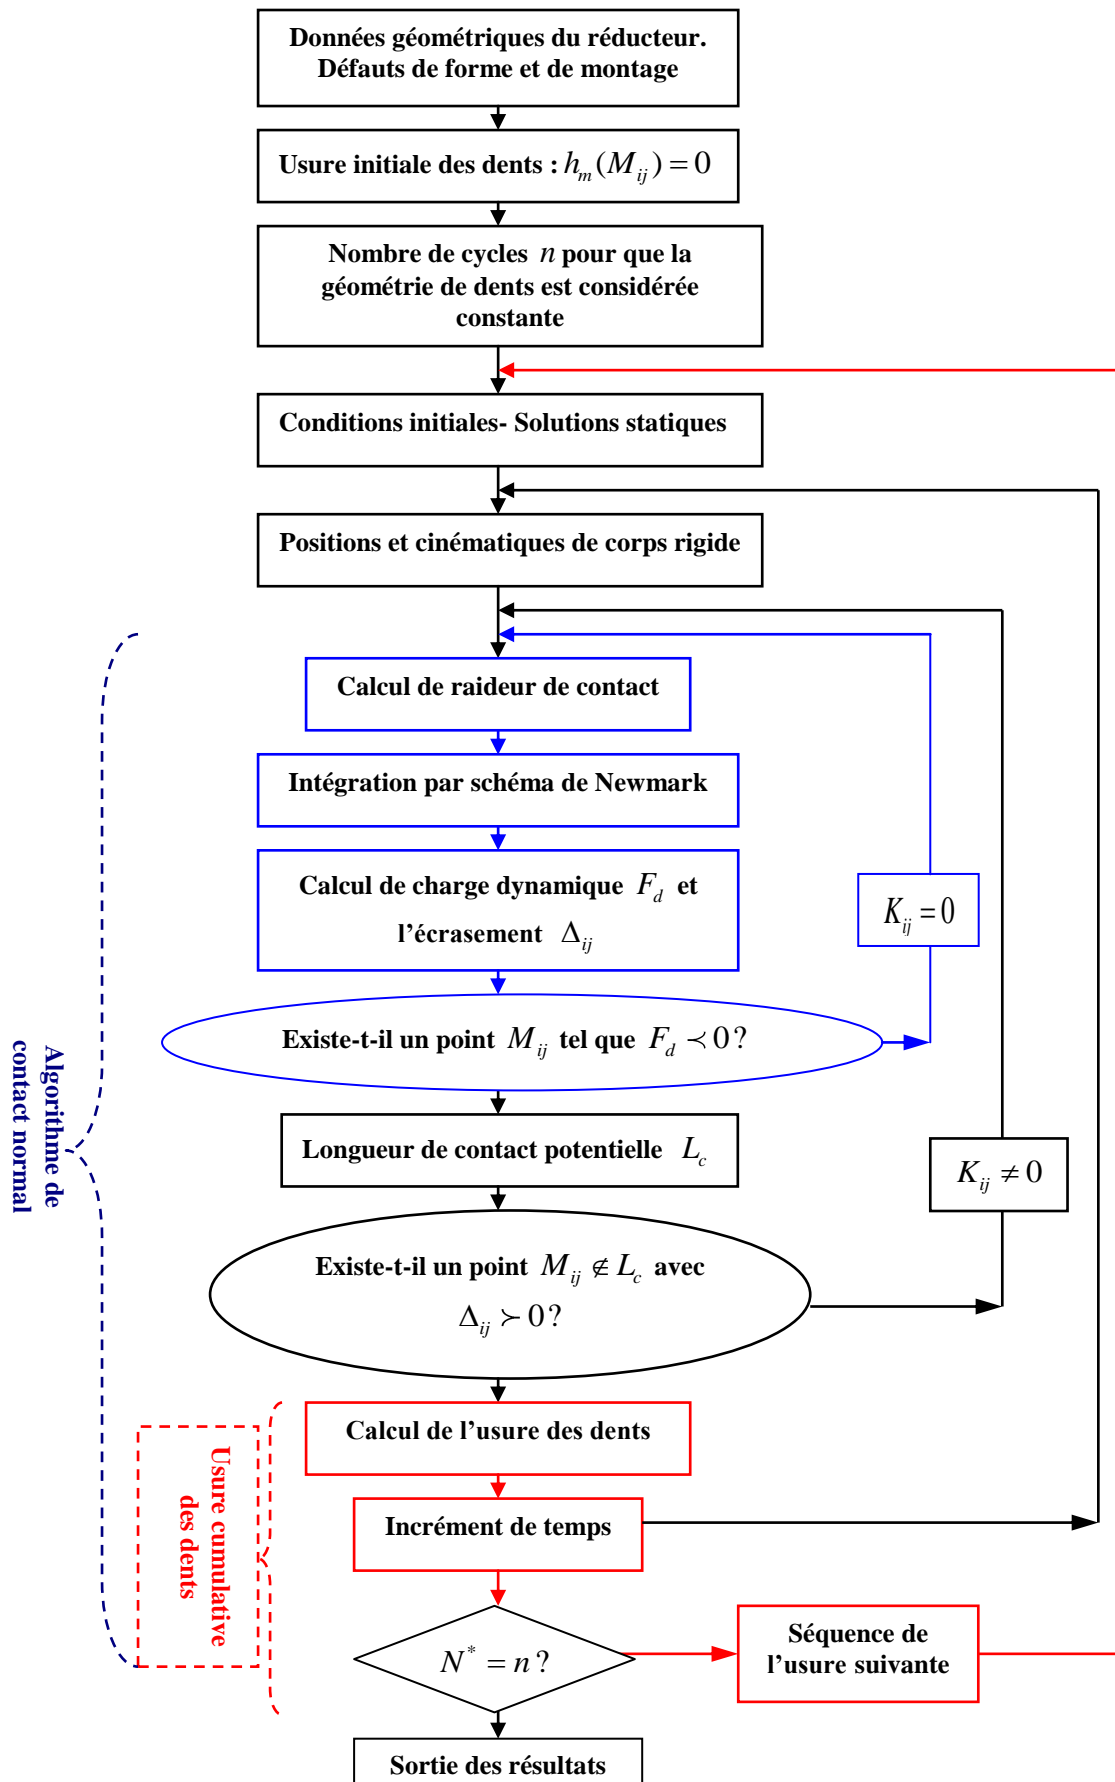 Données géométriques du réducteur.
Défauts de forme et de montage
Usure initiale des dents : h_m(M_ij) = 0
Nombre de cycles n pour que la
géométrie de dents est considérée
constante
Conditions initiales- Solutions statiques
Positions et cinématiques de corps rigide
Calcul de raideur de contact
Intégration par schéma de Newmark
Calcul de charge dynamique F_d et
l'écrasement Δ_ij
K_ij = 0
Existe-t-il un point M_ij tel que F_d ≺ 0 ?
Algorithme de
contact normal
Longueur de contact potentielle L_c
K_ij ≠ 0
Existe-t-il un point M_ij ∉ L_c avec
Δ_ij ≻ 0 ?
Calcul de l'usure des dents
Usure cumulative
des dents
Incrément de temps
N* = n ?
Séquence de
l'usure suivante
Sortie des résultats